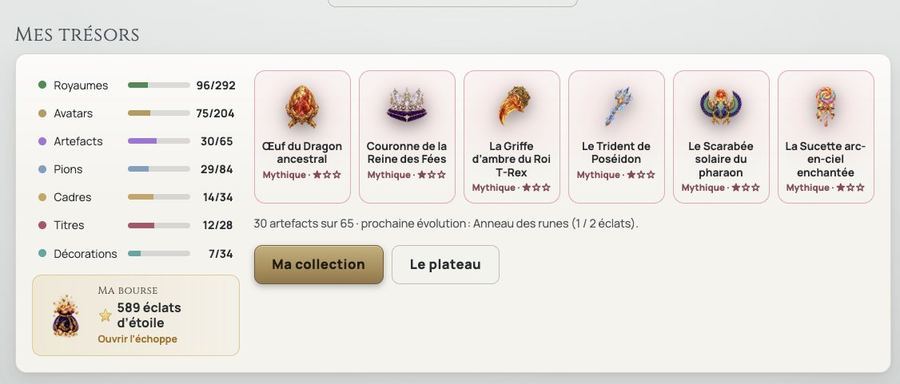 Mes trésors
Royaumes 96/292
Avatars 75/204
Artefacts 30/65
Pions 29/84
Cadres 14/34
Titres 12/28
Décorations 7/34
Ma bourse
589 éclats
d'étoile
Ouvrir l'échoppe
Œuf du Dragon
ancestral
Mythique · ★☆☆
Couronne de la
Reine des Fées
Mythique · ★☆☆
La Griffe
d'ambre du Roi
T-Rex
Mythique · ★☆☆
Le Trident de
Poséidon
Mythique · ★☆☆
Le Scarabée
solaire du
pharaon
Mythique · ★☆☆
La Sucette arc-
en-ciel
enchantée
Mythique · ★☆☆
30 artefacts sur 65 · prochaine évolution : Anneau des runes (1 / 2 éclats).
Ma collection
Le plateau